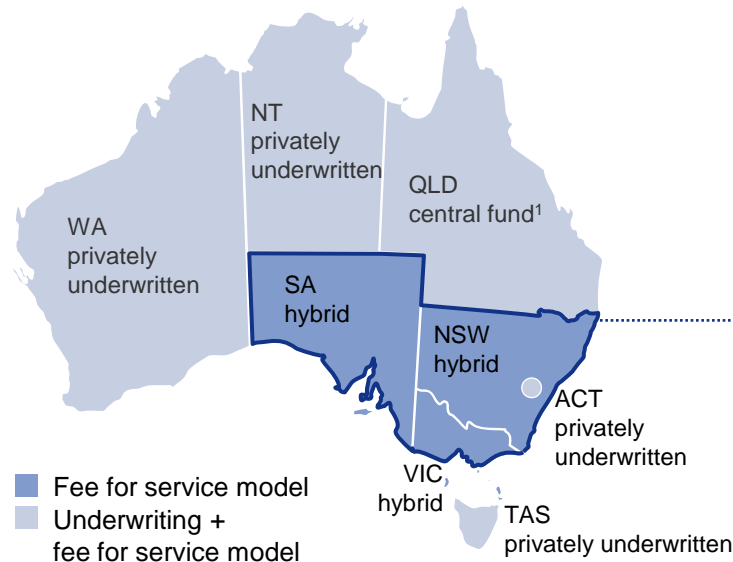 NT
privately
underwritten
QLD
central fund¹
WA
privately
underwritten
SA
hybrid
NSW
hybrid
ACT
privately
underwritten
VIC
hybrid
TAS
privately underwritten
Fee for service model
Underwriting +
fee for service model